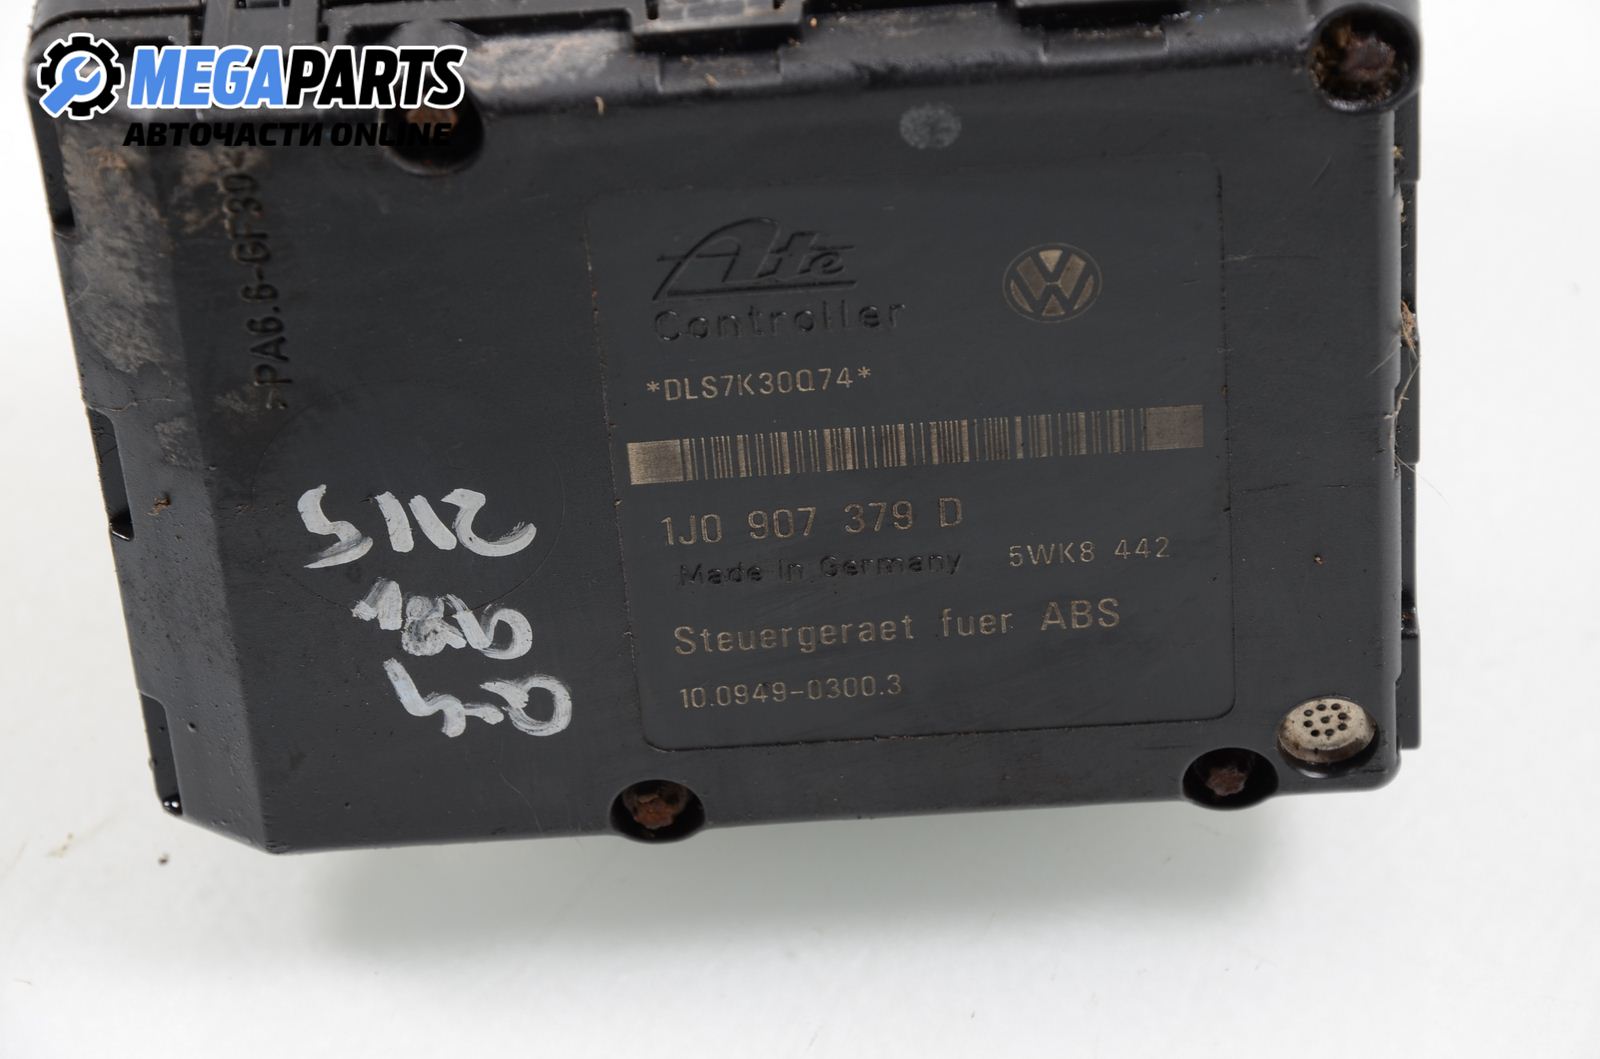 MEGAPARTS
АВТОЧАСТИ ONLINE
>PA6.6-GF30<
Ate
Controller
*DLS7K30Q74*
1J0 907 379 D
Made in Germany
5WK8 442
Steuergeraet fuer ABS
10.0949-0300.3
2115